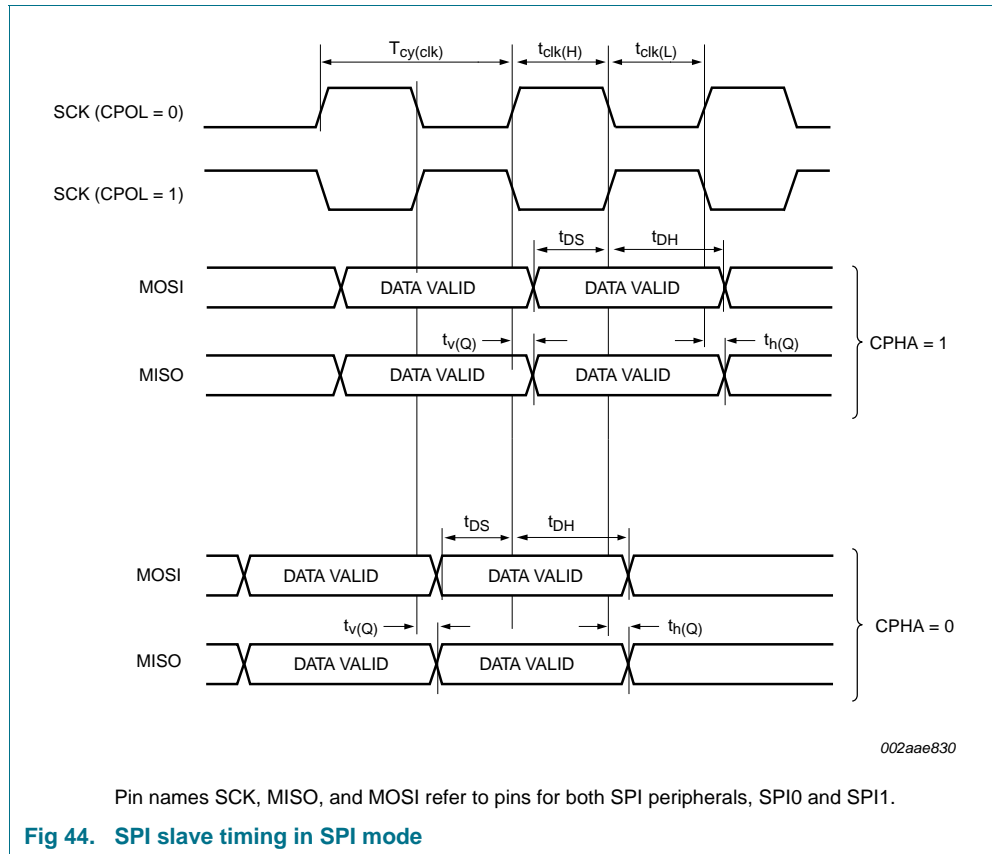 Tcy(clk) tclk(H) tclk(L)
SCK (CPOL = 0)
SCK (CPOL = 1)
tDS tDH
MOSI DATA VALID DATA VALID
tv(Q) th(Q)
CPHA = 1
MISO DATA VALID DATA VALID
tDS tDH
MOSI DATA VALID DATA VALID
tv(Q) th(Q)
CPHA = 0
MISO DATA VALID DATA VALID
002aae830
Pin names SCK, MISO, and MOSI refer to pins for both SPI peripherals, SPI0 and SPI1.
Fig 44. SPI slave timing in SPI mode